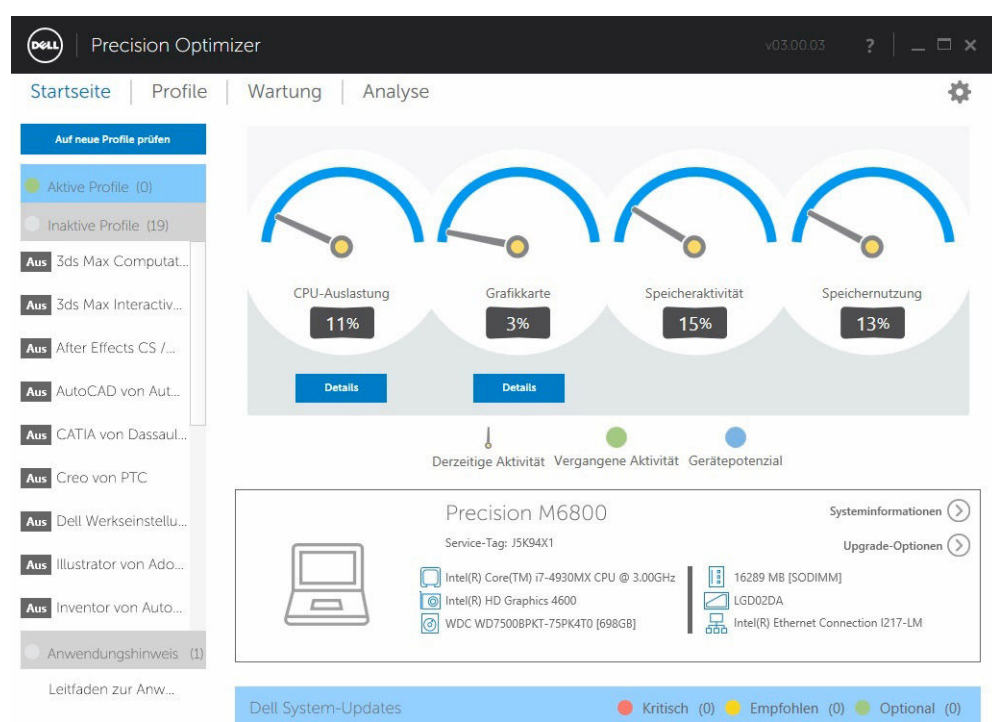 DELL Precision Optimizer v03.00.03 ?
Startseite Profile Wartung Analyse
Auf neue Profile prüfen
Aktive Profile (0)
Inaktive Profile (19)
Aus 3ds Max Computat...
Aus 3ds Max Interactiv...
Aus After Effects CS /...
Aus AutoCAD von Aut...
Aus CATIA von Dassaul...
Aus Creo von PTC
Aus Dell Werkseinstellu...
Aus Illustrator von Ado...
Aus Inventor von Auto...
Anwendungshinweis (1)
Leitfaden zur Anw...
CPU-Auslastung Grafikkarte Speicheraktivität Speichernutzung
11% 3% 15% 13%
Details Details
Derzeitige Aktivität Vergangene Aktivität Gerätepotenzial
Precision M6800 Systeminformationen
Service-Tag: J5K94X1 Upgrade-Optionen
Intel(R) Core(TM) i7-4930MX CPU @ 3.00GHz 16289 MB [SODIMM]
Intel(R) HD Graphics 4600 LGD02DA
WDC WD7500BPKT-75PK4T0 [698GB] Intel(R) Ethernet Connection I217-LM
Dell System-Updates Kritisch (0) Empfohlen (0) Optional (0)